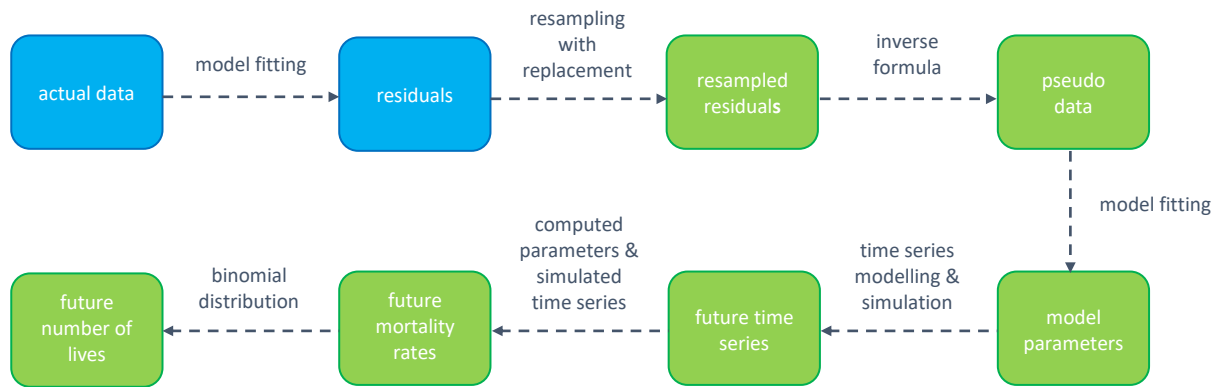 actual data
model fitting
residuals
resampling
with
replacement
resampled
residuals
inverse
formula
pseudo
data
model fitting
model
parameters
time series
modelling &
simulation
future time
series
computed
parameters &
simulated
time series
future
mortality
rates
binomial
distribution
future
number of
lives